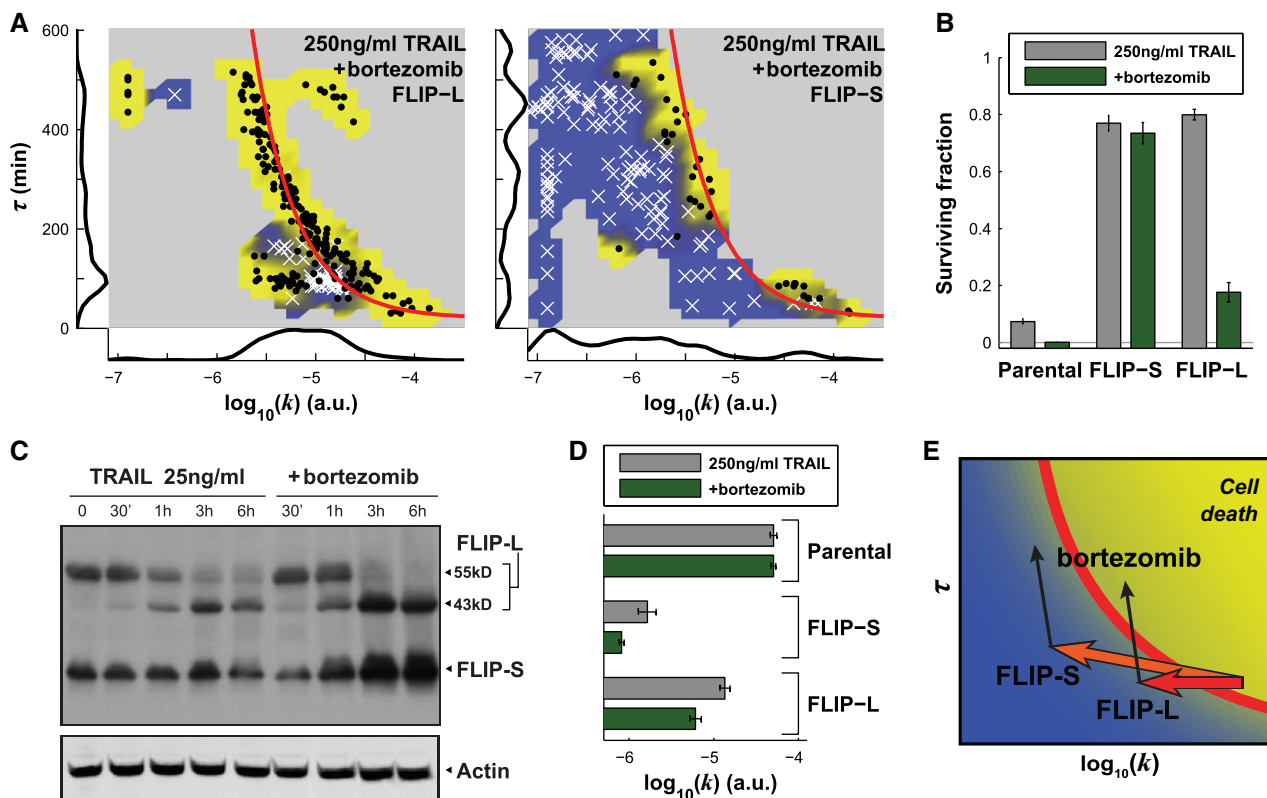 A
600
400
200
0
τ (min)
250ng/ml TRAIL
+bortezomib
FLIP−L
−7
−6
−5
−4
log10(k) (a.u.)
250ng/ml TRAIL
+bortezomib
FLIP−S
−7
−6
−5
−4
log10(k) (a.u.)
B
250ng/ml TRAIL
+bortezomib
1
0.8
0.6
0.4
0.2
0
Surviving fraction
Parental
FLIP−S
FLIP−L
C
TRAIL 25ng/ml
+bortezomib
0
30'
1h
3h
6h
30'
1h
3h
6h
FLIP-L
55kD
43kD
FLIP-S
Actin
D
250ng/ml TRAIL
+bortezomib
Parental
FLIP−S
FLIP−L
−6
−5
−4
log10(k) (a.u.)
E
Cell
death
bortezomib
FLIP-S
FLIP-L
τ
log10(k)